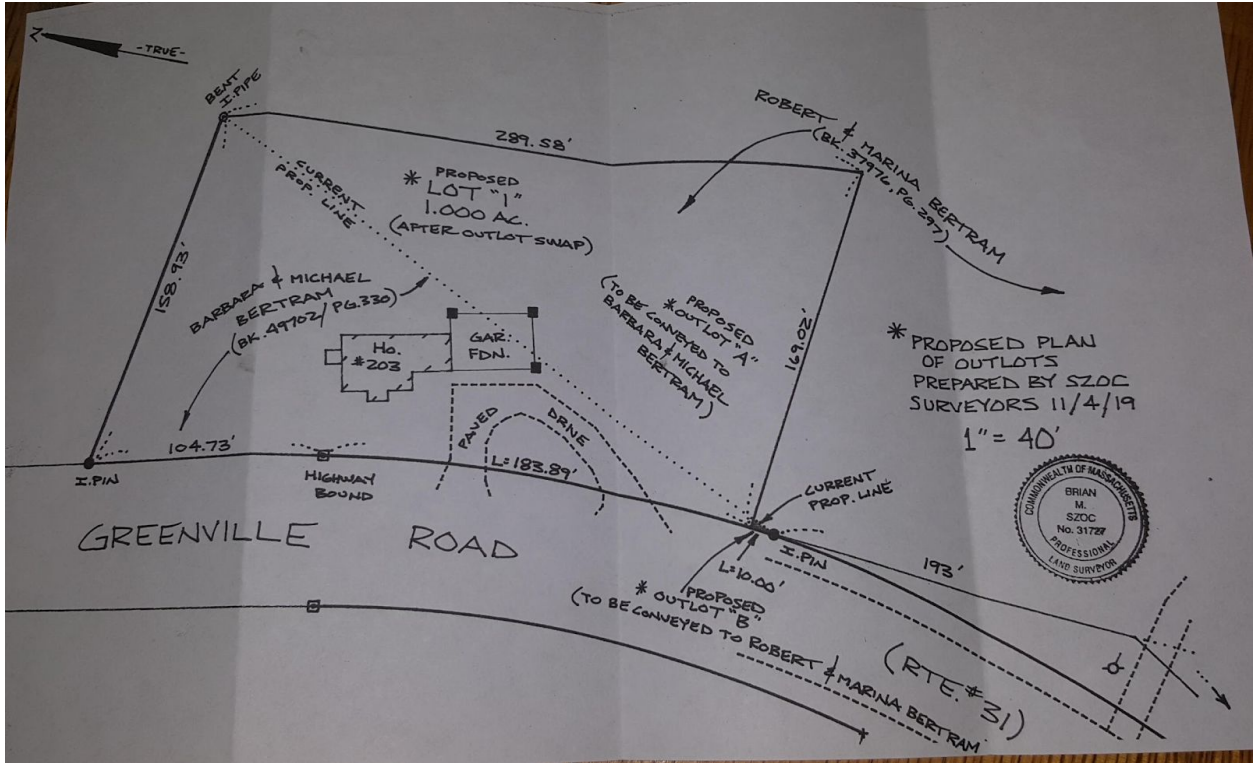 N
-TRUE-
BENT
I.PIPE
289.58'
ROBERT & MARINA BERTRAM
(BK. 37976, PG. 297)
CURRENT
PROP. LINE
* PROPOSED
LOT "1"
1.000 AC.
(AFTER OUTLOT SWAP)
158.93'
BARBARA & MICHAEL
BERTRAM
(BK. 49702/PG.330)
Ho.
#203
GAR.
FDN.
PROPOSED
*OUTLOT "A"
(TO BE CONVEYED TO
BARBARA & MICHAEL
BERTRAM)
169.02'
* PROPOSED PLAN
OF OUTLOTS
PREPARED BY SZOC
SURVEYORS 11/4/19
1"= 40'
COMMONWEALTH OF MASSACHUSETTS
BRIAN
M.
SZOC
No. 31727
PROFESSIONAL
LAND SURVEYOR
104.73'
I.PIN
HIGHWAY
BOUND
PAVED DRIVE
L=183.89'
CURRENT
PROP. LINE
I.PIN
L=10.00'
193'
GREENVILLE ROAD
PROPOSED
* OUTLOT "B"
(TO BE CONVEYED TO ROBERT & MARINA BERTRAM
(RTE. #31)